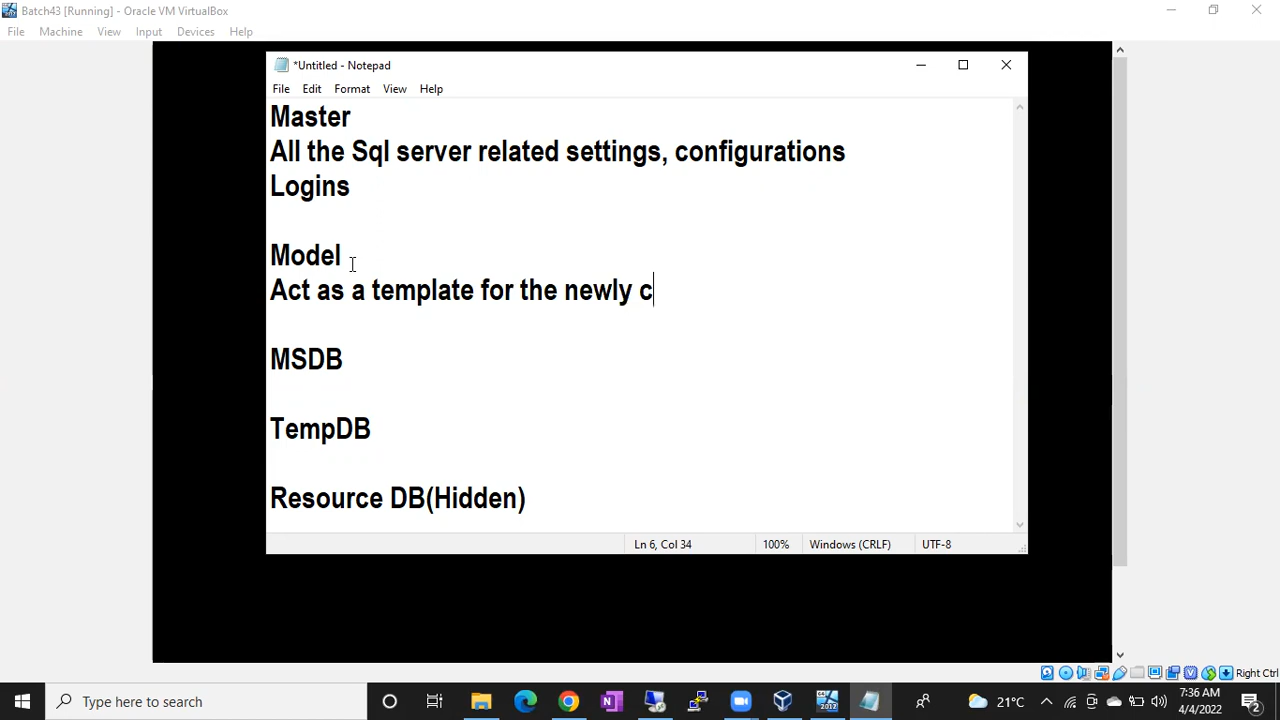 Batch43 [Running] - Oracle VM VirtualBox
File Machine View Input Devices Help
*Untitled - Notepad
File Edit Format View Help
Master
All the Sql server related settings, configurations
Logins
Model
Act as a template for the newly c
MSDB
TempDB
Resource DB(Hidden)
Ln 6, Col 34 100% Windows (CRLF) UTF-8
Right Ctrl
Type here to search
21°C
7:36 AM
4/4/2022
2